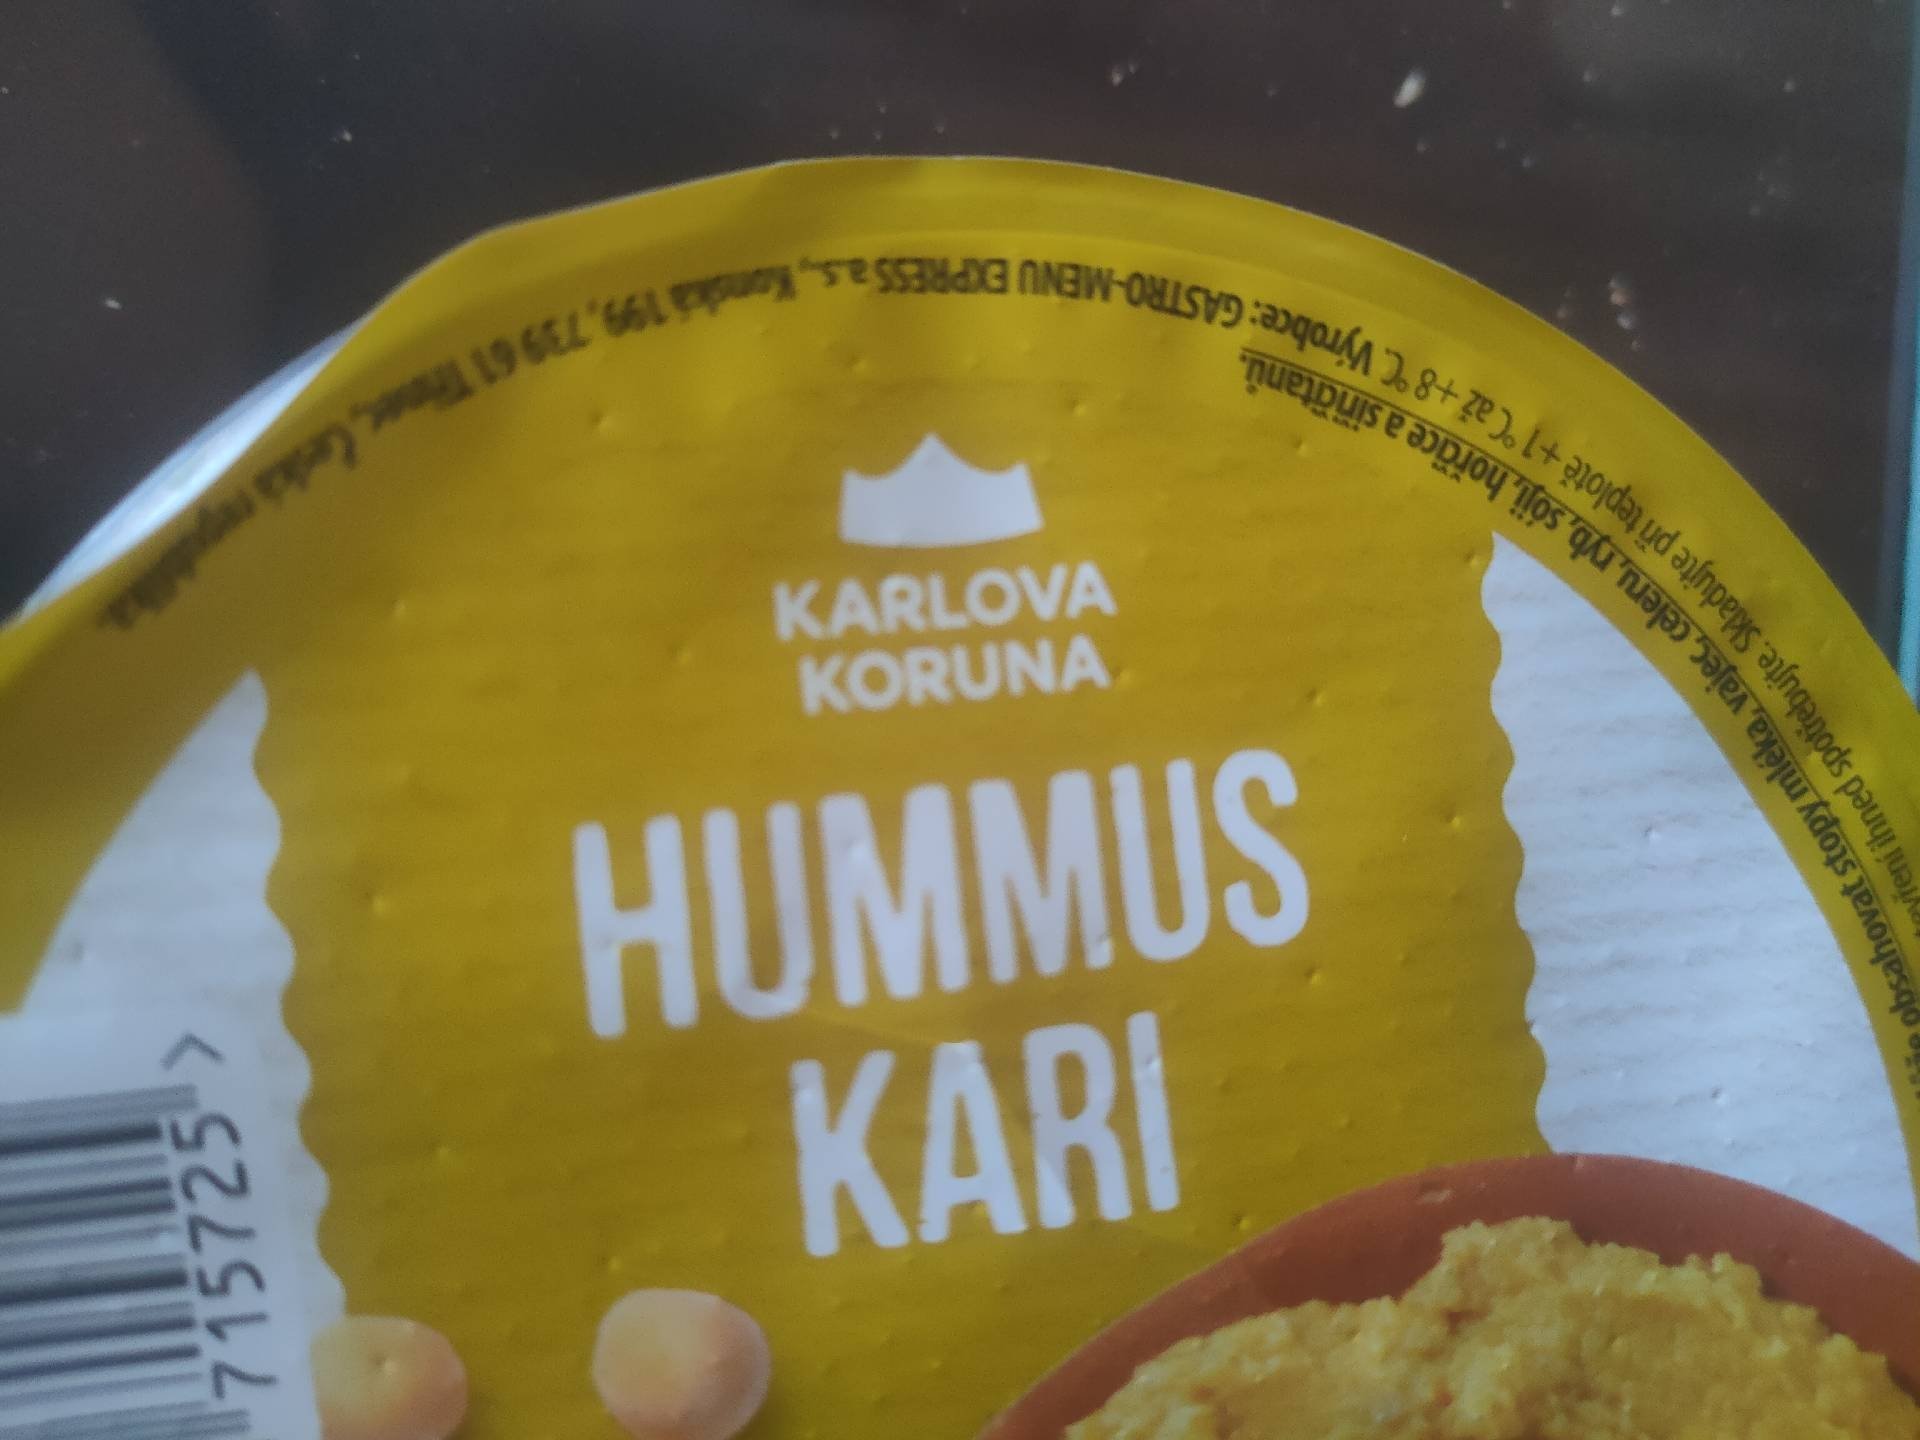 KARLOVA
KORUNA
HUMMUS
KARI
obsahovat stopy mléka, vajec, celeru, ryb, sóji, hořčice a siřičitanů.
ihned spotřebujte. Skladujte při teplotě +1 °C až +8 °C. Výrobce: GASTRO-MENU EXPRESS a.s., Konská 199, 739 61 Třinec, Česká republika.
715725 >